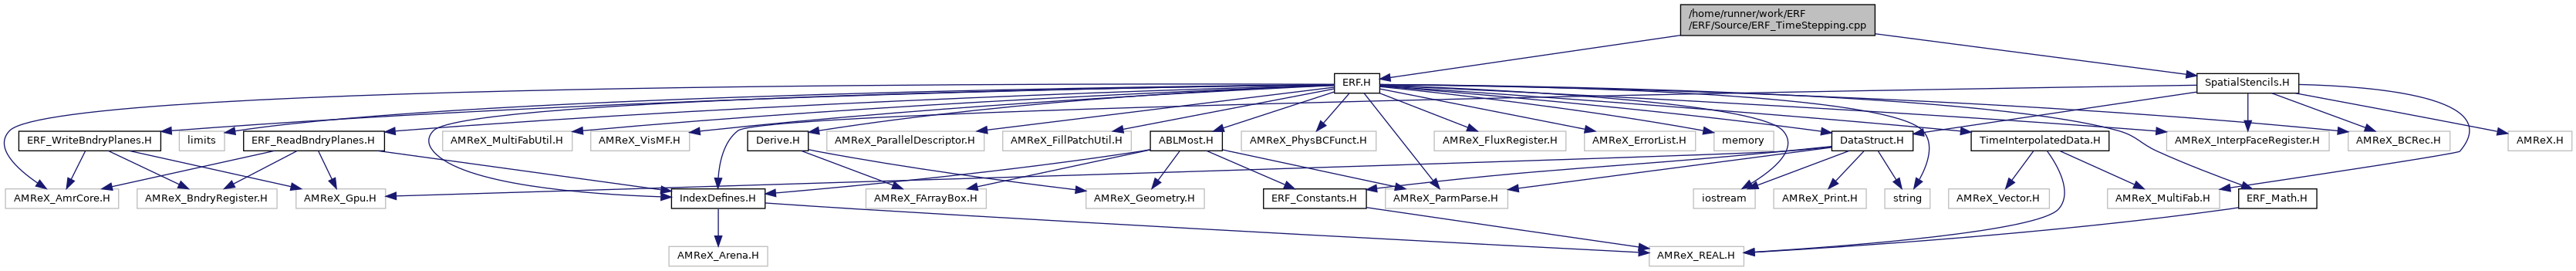 /home/runner/work/ERF
/ERF/Source/ERF_TimeStepping.cpp
ERF.H
SpatialStencils.H
ERF_WriteBndryPlanes.H
limits
ERF_ReadBndryPlanes.H
AMReX_MultiFabUtil.H
AMReX_VisMF.H
Derive.H
AMReX_ParallelDescriptor.H
AMReX_FillPatchUtil.H
ABLMost.H
AMReX_PhysBCFunct.H
AMReX_FluxRegister.H
AMReX_ErrorList.H
memory
DataStruct.H
TimeInterpolatedData.H
AMReX_InterpFaceRegister.H
AMReX_BCRec.H
AMReX.H
AMReX_AmrCore.H
AMReX_BndryRegister.H
AMReX_Gpu.H
IndexDefines.H
AMReX_FArrayBox.H
AMReX_Geometry.H
ERF_Constants.H
AMReX_ParmParse.H
iostream
AMReX_Print.H
string
AMReX_Vector.H
AMReX_MultiFab.H
ERF_Math.H
AMReX_Arena.H
AMReX_REAL.H